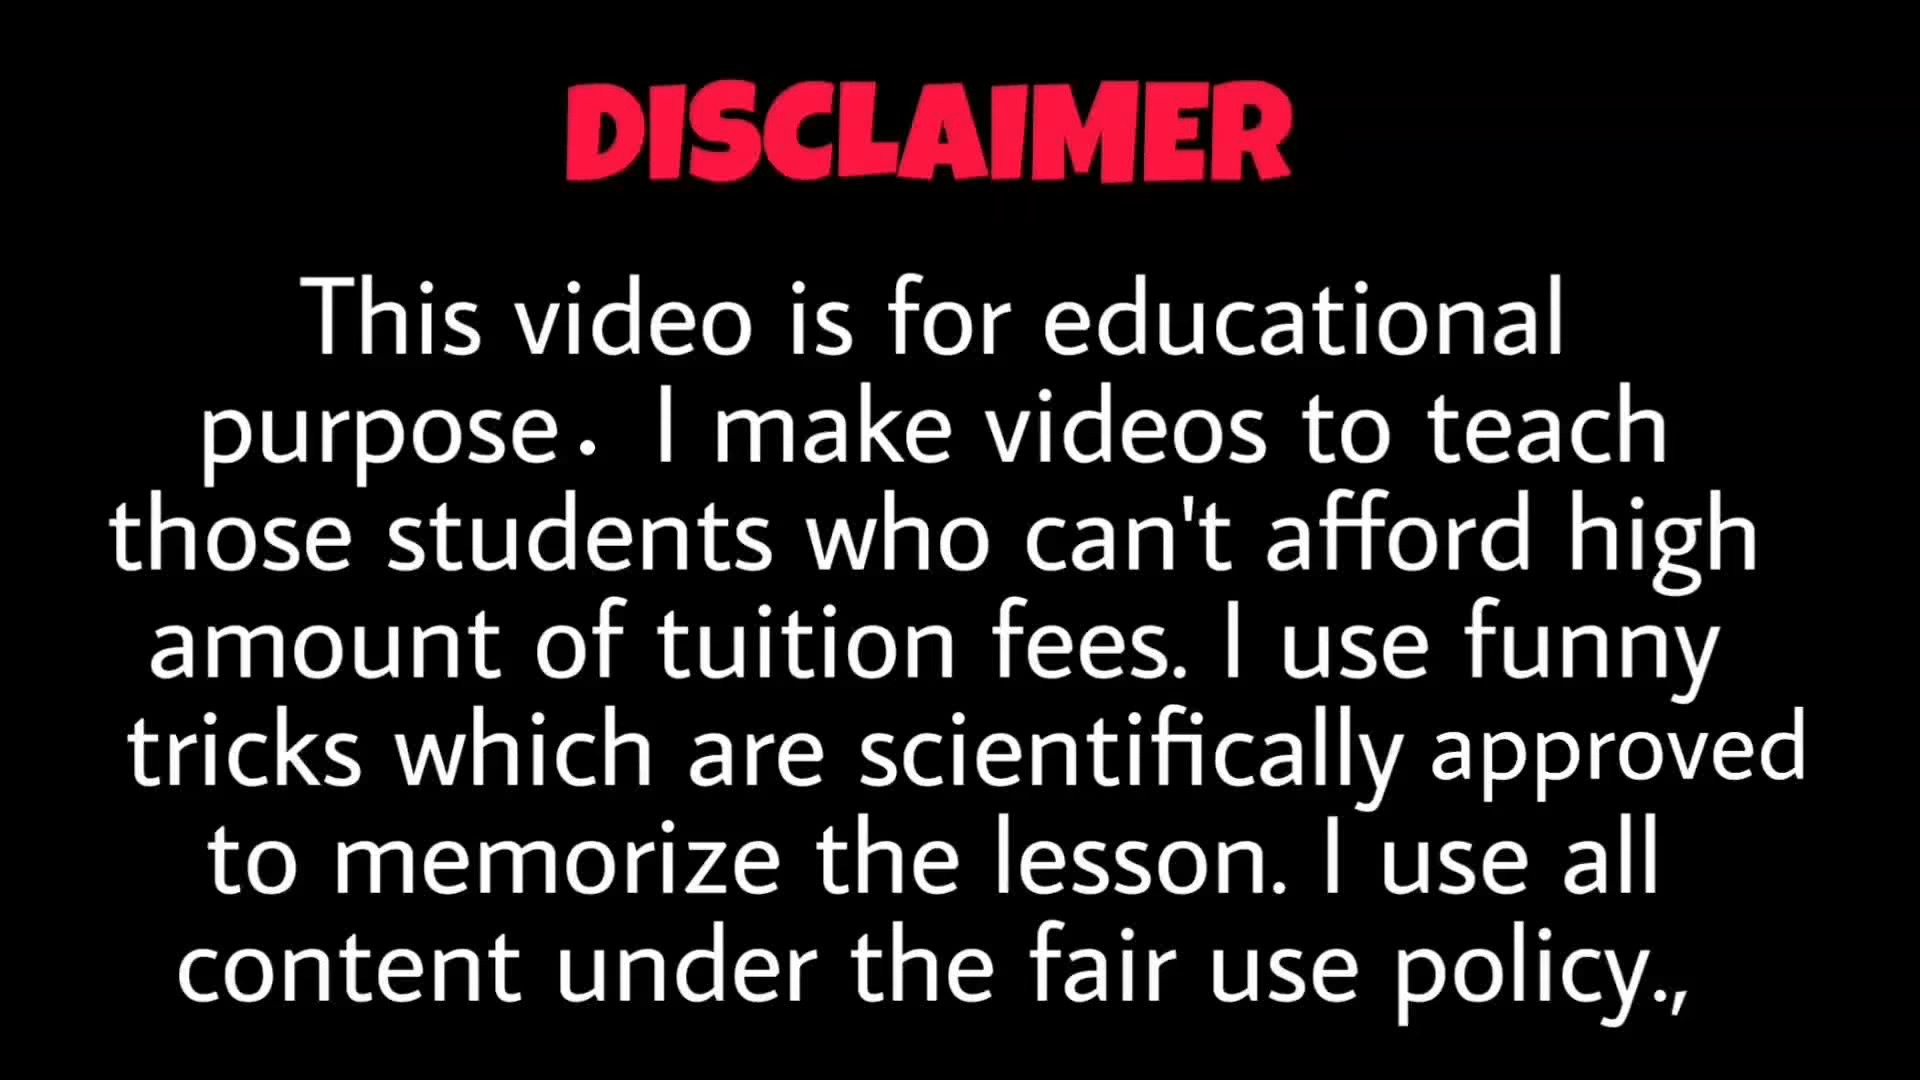 DISCLAIMER
This video is for educational
purpose. I make videos to teach
those students who can't afford high
amount of tuition fees. I use funny
tricks which are scientifically approved
to memorize the lesson. I use all
content under the fair use policy.,